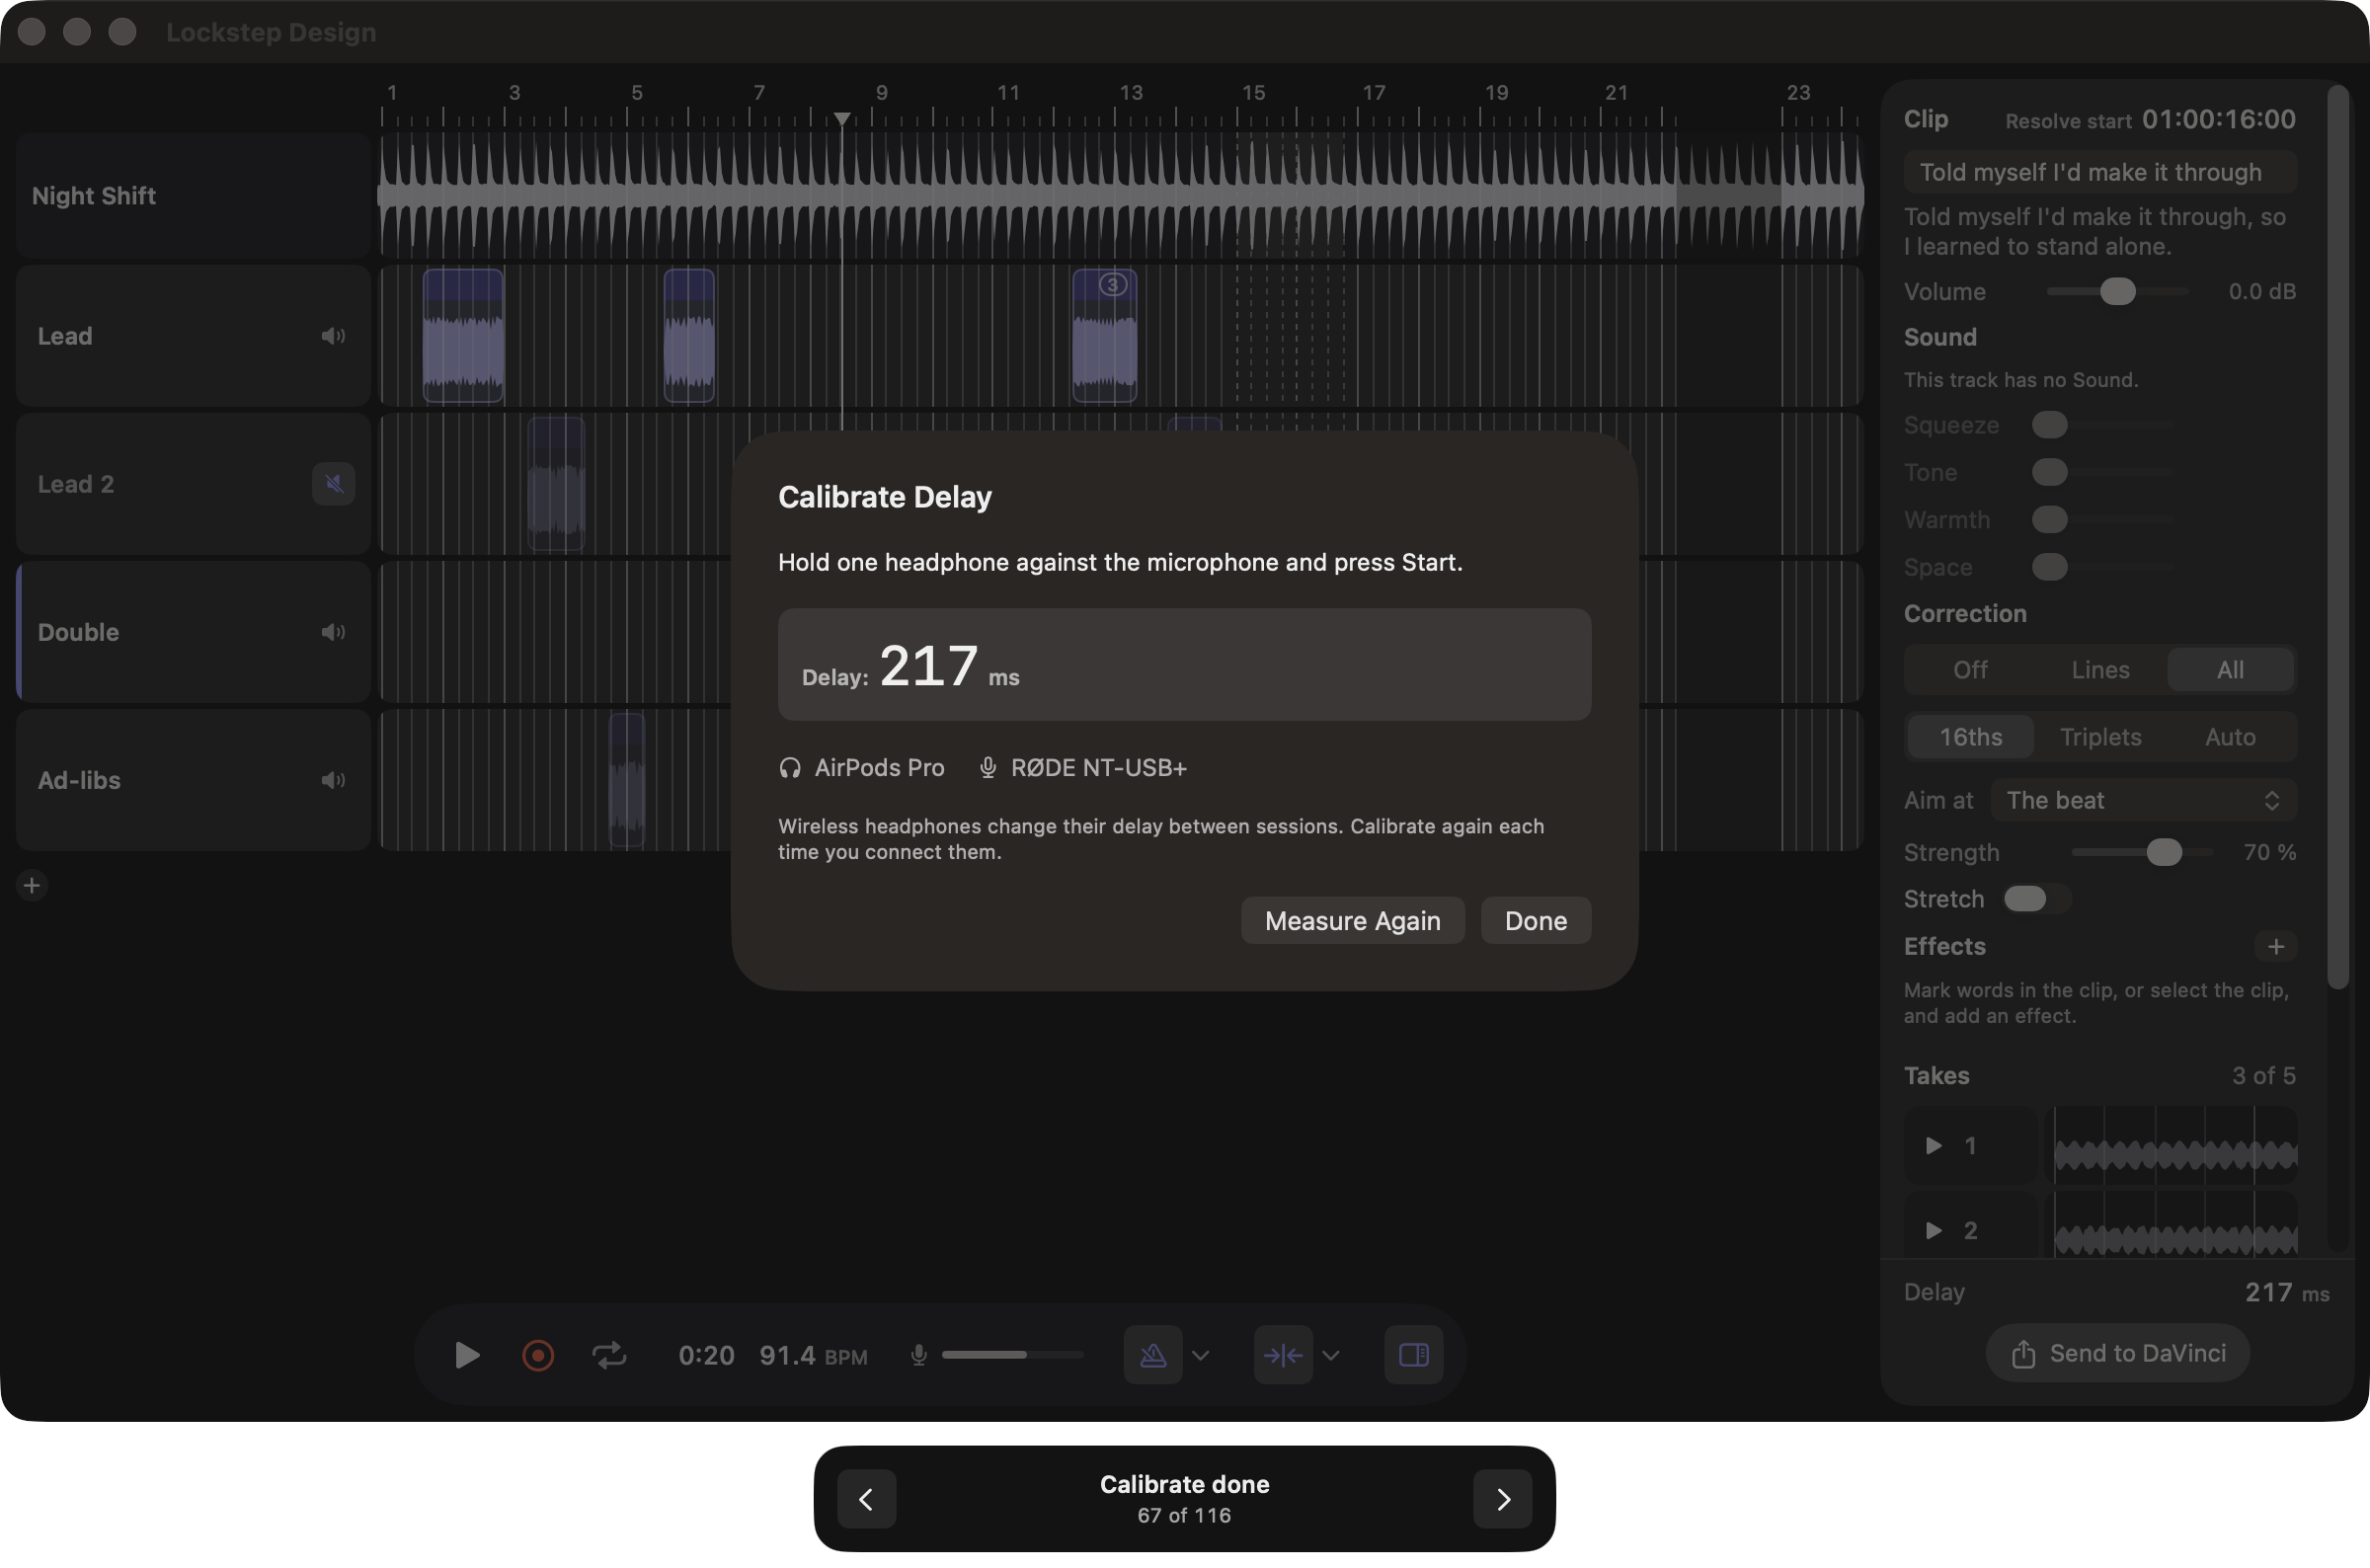 Lockstep Design
1 3 5 7 9 11 13 15 17 19 21 23
Night Shift
Lead
3
Lead 2
Double
Ad-libs
Calibrate Delay
Hold one headphone against the microphone and press Start.
Delay: 217 ms
AirPods Pro RØDE NT-USB+
Wireless headphones change their delay between sessions. Calibrate again each
time you connect them.
Measure Again Done
Clip Resolve start 01:00:16:00
Told myself I'd make it through
Told myself I'd make it through, so
I learned to stand alone.
Volume 0.0 dB
Sound
This track has no Sound.
Squeeze
Tone
Warmth
Space
Correction
Off Lines All
16ths Triplets Auto
Aim at The beat
Strength 70 %
Stretch
Effects
Mark words in the clip, or select the clip,
and add an effect.
Takes 3 of 5
1
2
Delay 217 ms
Send to DaVinci
0:20 91.4 BPM
Calibrate done
67 of 116